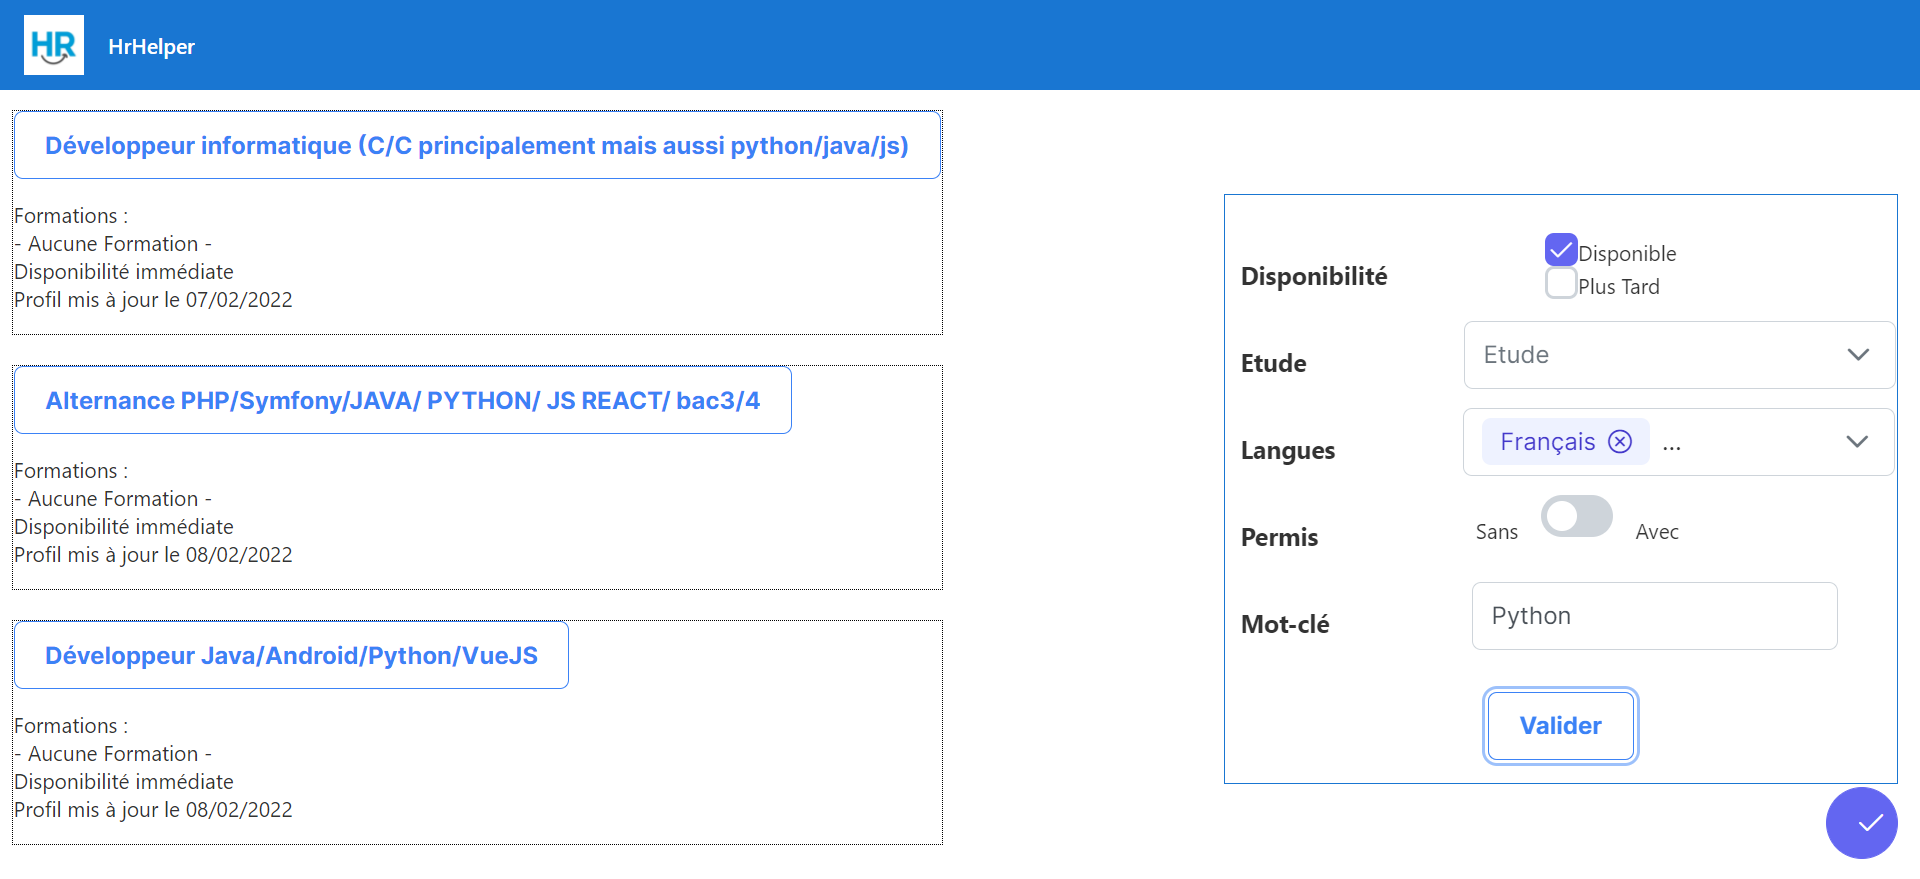 HR
HrHelper
Développeur informatique (C/C principalement mais aussi python/java/js)
Formations :
- Aucune Formation -
Disponibilité immédiate
Profil mis à jour le 07/02/2022
Alternance PHP/Symfony/JAVA/ PYTHON/ JS REACT/ bac3/4
Formations :
- Aucune Formation -
Disponibilité immédiate
Profil mis à jour le 08/02/2022
Développeur Java/Android/Python/VueJS
Formations :
- Aucune Formation -
Disponibilité immédiate
Profil mis à jour le 08/02/2022
Disponibilité
Disponible
Plus Tard
Etude
Etude
Langues
Français ...
Permis
Sans Avec
Mot-clé
Python
Valider